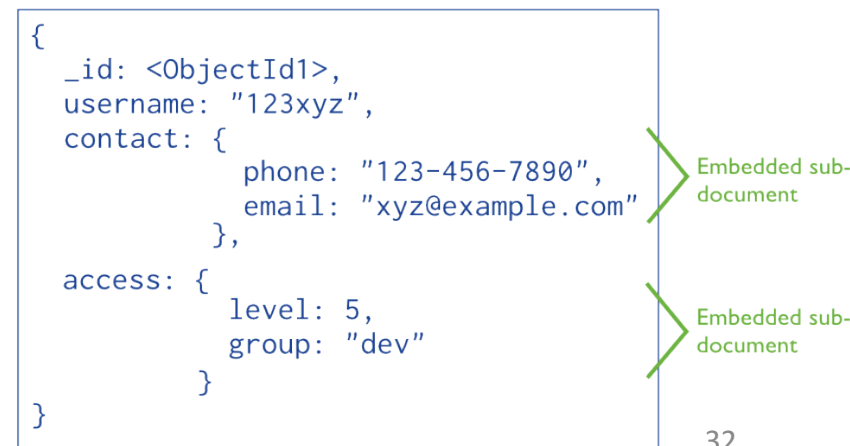 {
_id: <ObjectId1>,
username: "123xyz",
contact: {
phone: "123-456-7890",
email: "xyz@example.com"
},
access: {
level: 5,
group: "dev"
}
}
Embedded sub-
document
Embedded sub-
document
32